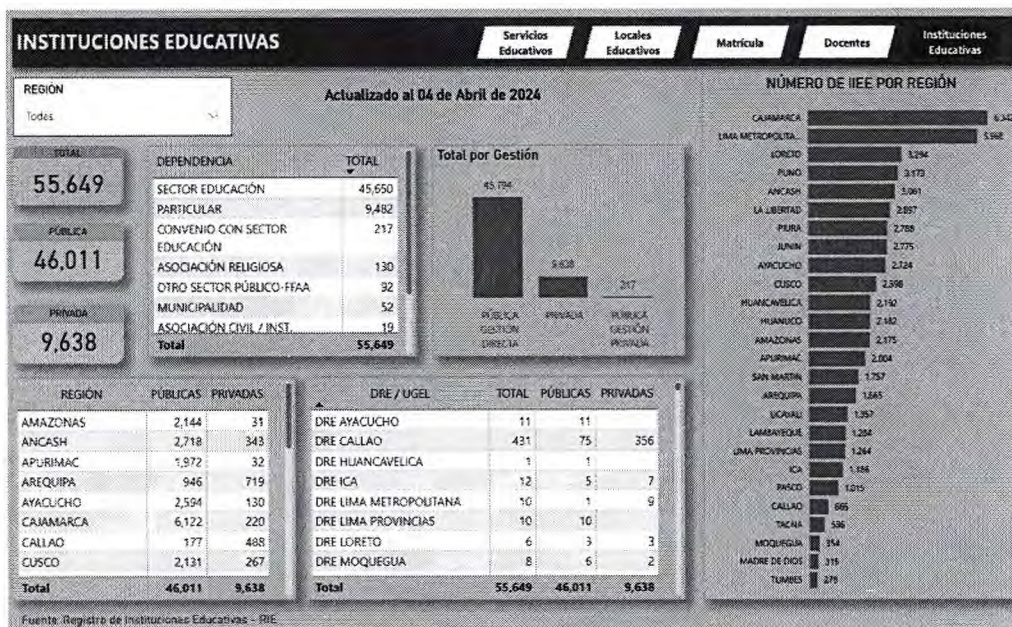 INSTITUCIONES EDUCATIVAS
Servicios Educativos
Locales Educativos
Matrícula
Docentes
Instituciones Educativas
REGIÓN
Todas
Actualizado al 04 de Abril de 2024
TOTAL
55,649
PÚBLICA
46,011
PRIVADA
9,638
DEPENDENCIA TOTAL
SECTOR EDUCACIÓN 45,650
PARTICULAR 9,482
CONVENIO CON SECTOR EDUCACIÓN 217
ASOCIACIÓN RELIGIOSA 130
OTRO SECTOR PÚBLICO-FFAA 92
MUNICIPALIDAD 52
ASOCIACIÓN CIVIL / INST. 19
Total 55,649
Total por Gestión
45,794
9,638
217
PÚBLICA GESTIÓN DIRECTA
PRIVADA
PÚBLICA GESTIÓN PRIVADA
NÚMERO DE IIEE POR REGIÓN
CAJAMARCA 6,342
LIMA METROPOLITA... 5,968
LORETO 3,294
PUNO 3,173
ANCASH 3,061
LA LIBERTAD 2,897
PIURA 2,788
JUNIN 2,775
AYACUCHO 2,724
CUSCO 2,398
HUANCAVELICA 2,192
HUANUCO 2,182
AMAZONAS 2,175
APURIMAC 2,004
SAN MARTIN 1,757
AREQUIPA 1,665
UCAYALI 1,357
LAMBAYEQUE 1,284
LIMA PROVINCIAS 1,264
ICA 1,186
PASCO 1,015
CALLAO 665
TACNA 536
MOQUEGUA 354
MADRE DE DIOS 315
TUMBES
REGIÓN PÚBLICAS PRIVADAS
AMAZONAS 2,144 31
ANCASH 2,718 343
APURIMAC 1,972 32
AREQUIPA 946 719
AYACUCHO 2,594 130
CAJAMARCA 6,122 220
CALLAO 177 488
CUSCO 2,131 267
Total 46,011 9,638
DRE / UGEL TOTAL PÚBLICAS PRIVADAS
DRE AYACUCHO 11 11
DRE CALLAO 431 75 356
DRE HUANCAVELICA 1 1
DRE ICA 12 5 7
DRE LIMA METROPOLITANA 10 1 9
DRE LIMA PROVINCIAS 10 10
DRE LORETO 6 3 3
DRE MOQUEGUA 8 6 2
Total 55,649 46,011 9,638
Fuente: Registro de Instituciones Educativas - RIE